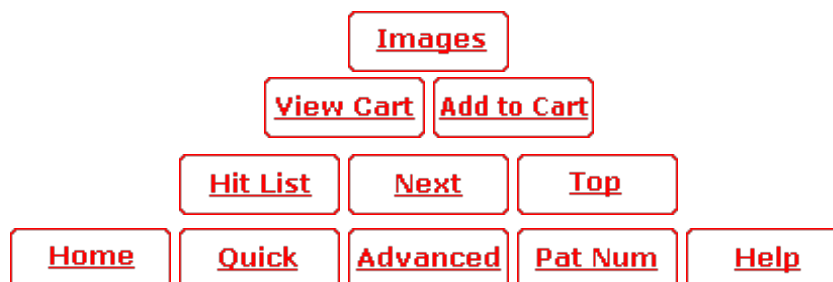 Images
View Cart Add to Cart
Hit List Next Top
Home Quick Advanced Pat Num Help